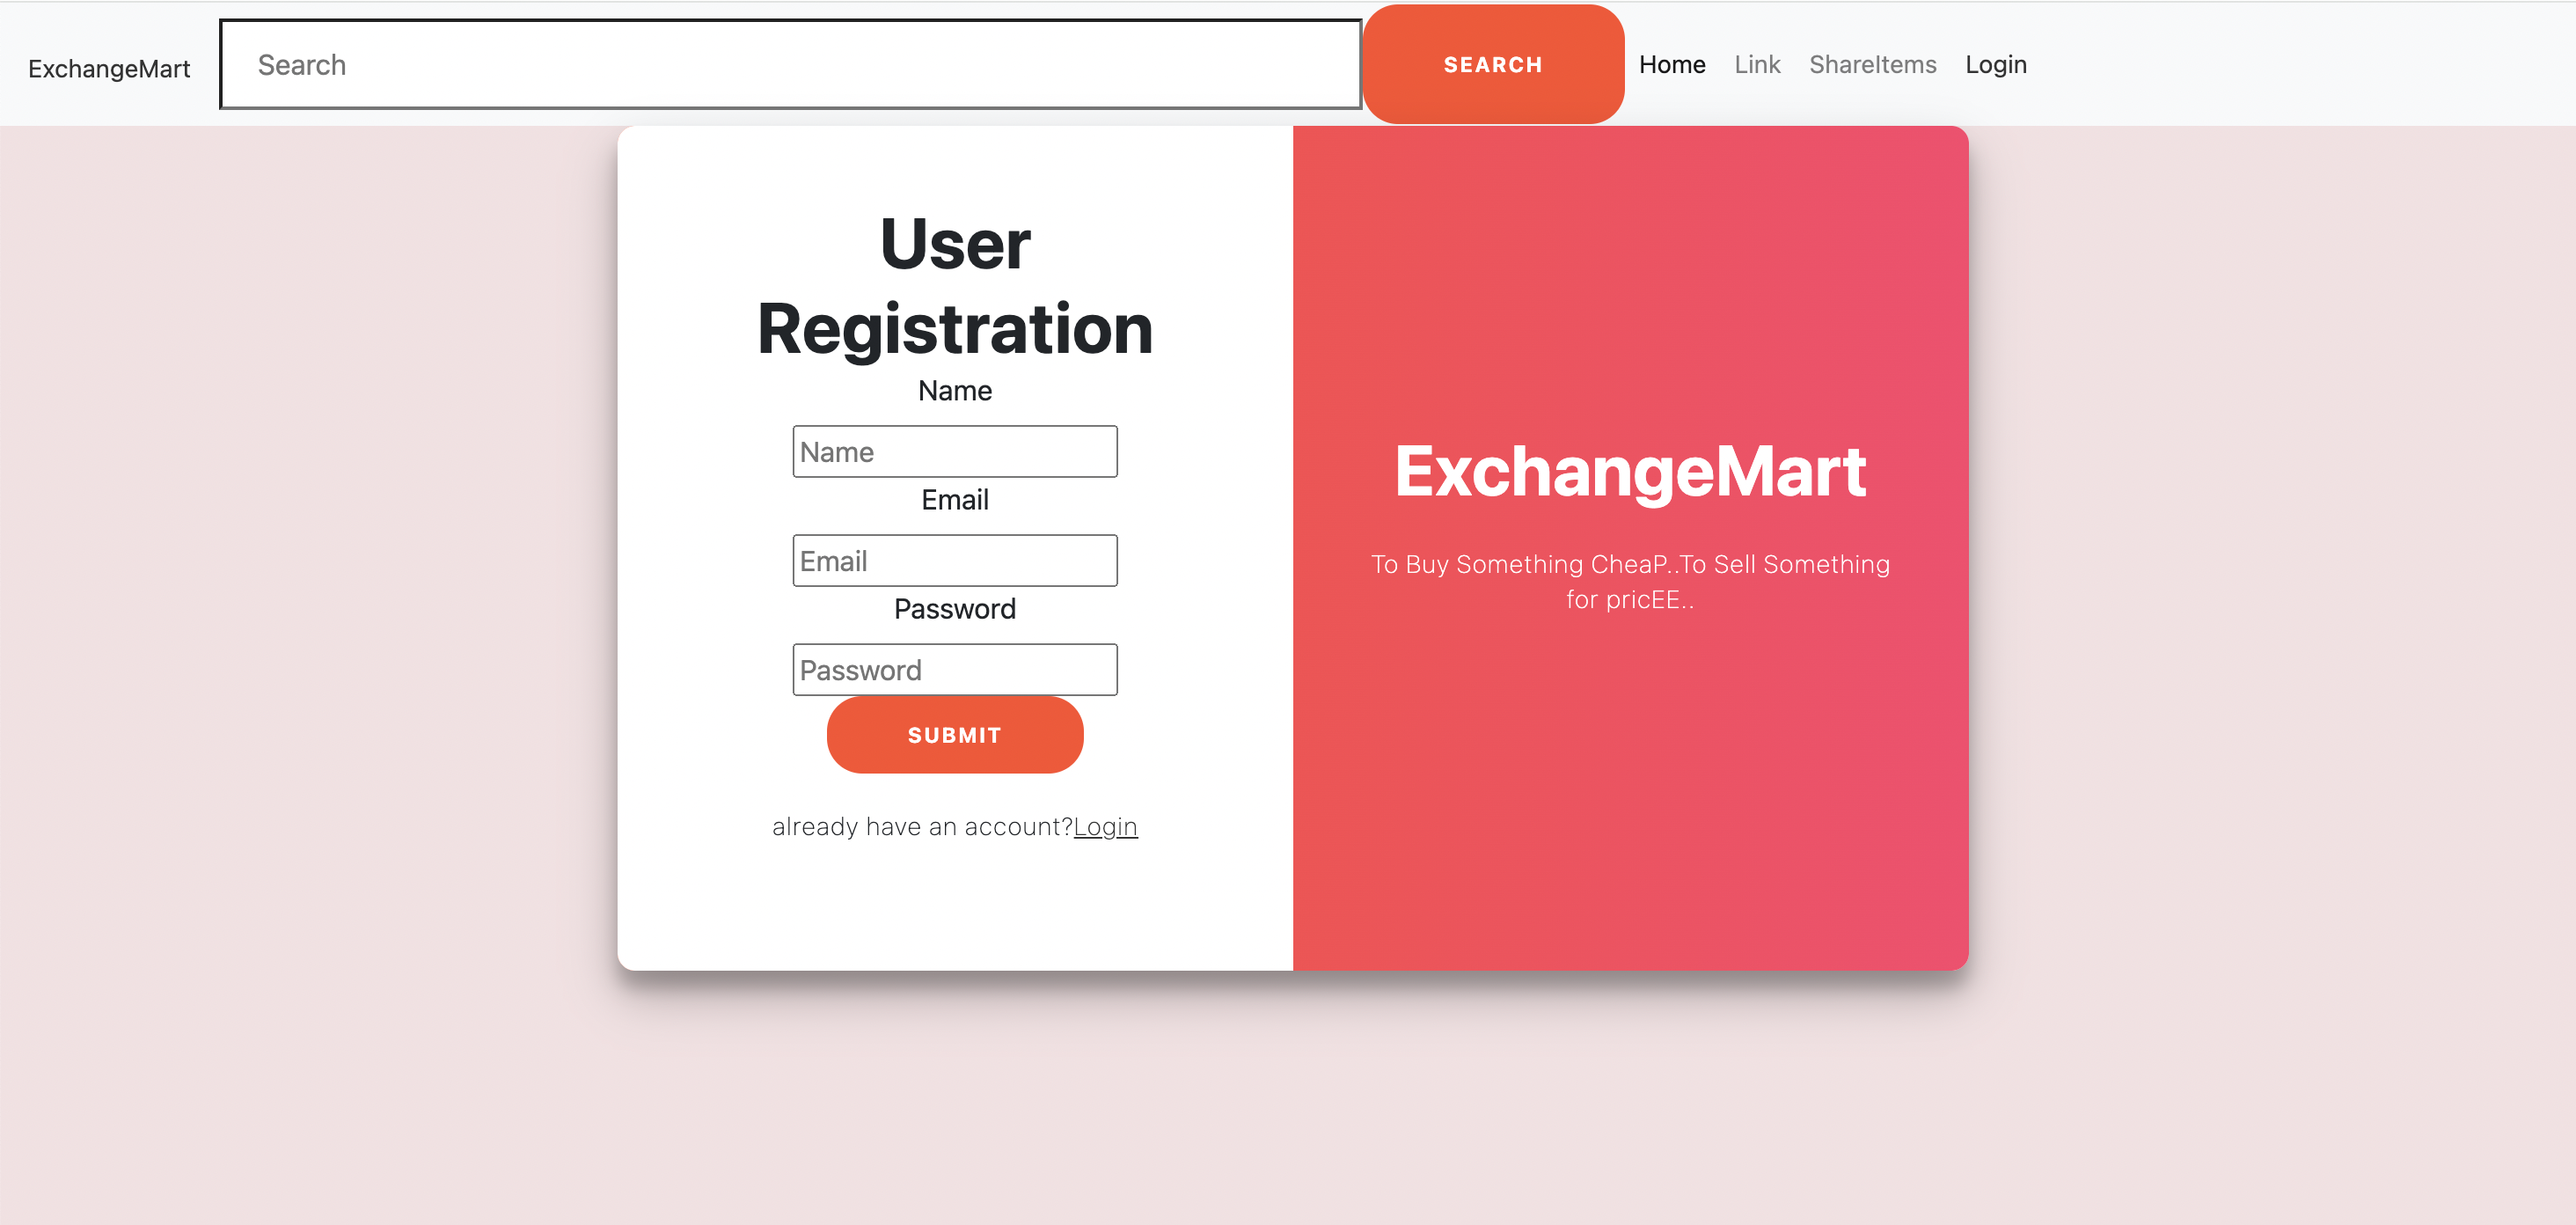 ExchangeMart Search SEARCH Home Link ShareItems Login
User
Registration
Name
Name
Email
Email
Password
Password
SUBMIT
already have an account?Login
ExchangeMart
To Buy Something CheaP..To Sell Something
for pricEE..